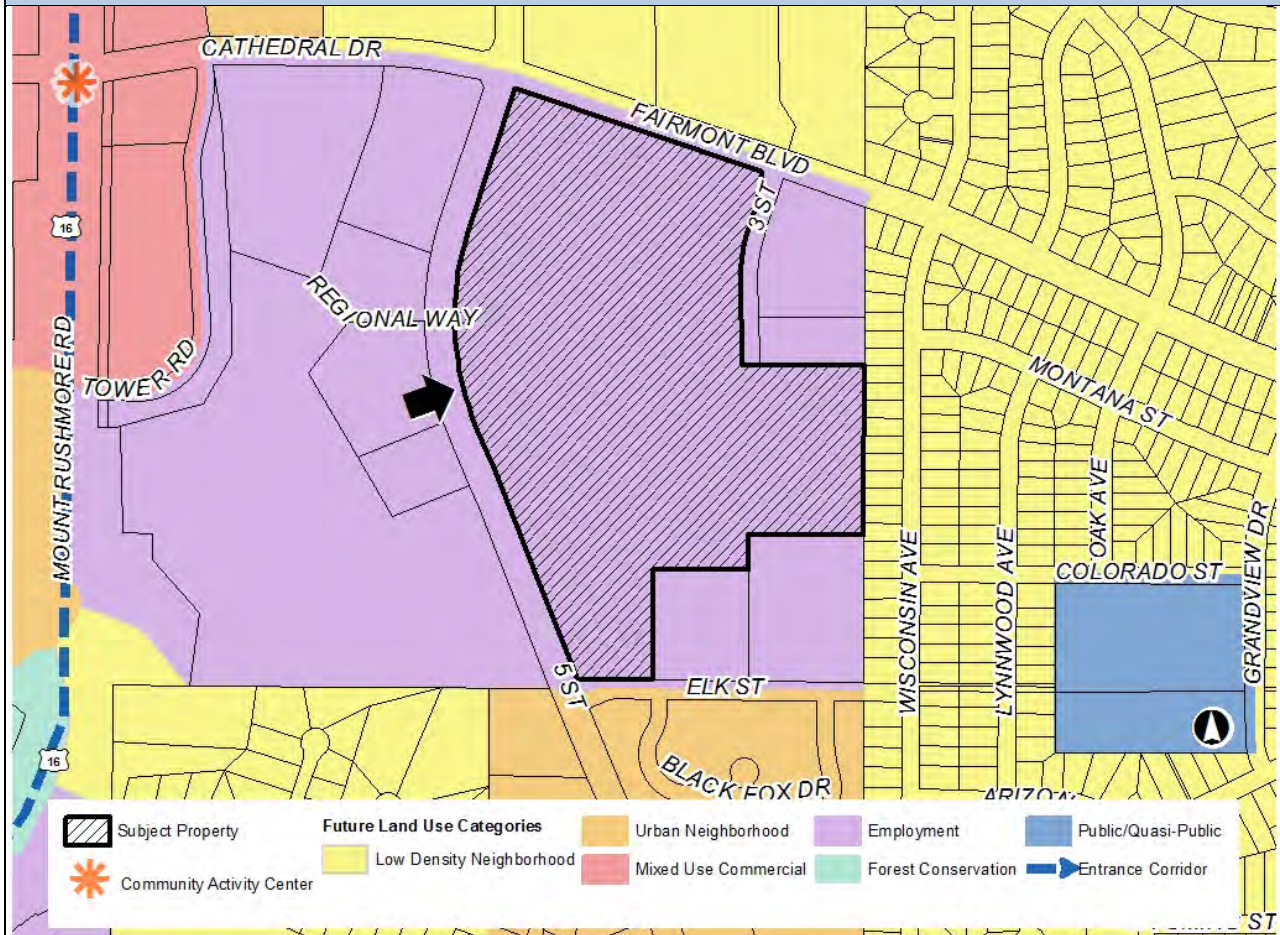 CATHEDRAL DR
FAIRMONT BLVD
3 ST
16
REGIONAL WAY
TOWER RD
MOUNT RUSHMORE RD
MONTANA ST
OAK AVE
WISCONSIN AVE
LYNNWOOD AVE
COLORADO ST
GRANDVIEW DR
5 ST
ELK ST
16
BLACK FOX DR
Subject Property
Community Activity Center
Future Land Use Categories
Low Density Neighborhood
Urban Neighborhood
Mixed Use Commercial
Employment
Forest Conservation
Public/Quasi-Public
Entrance Corridor
ST